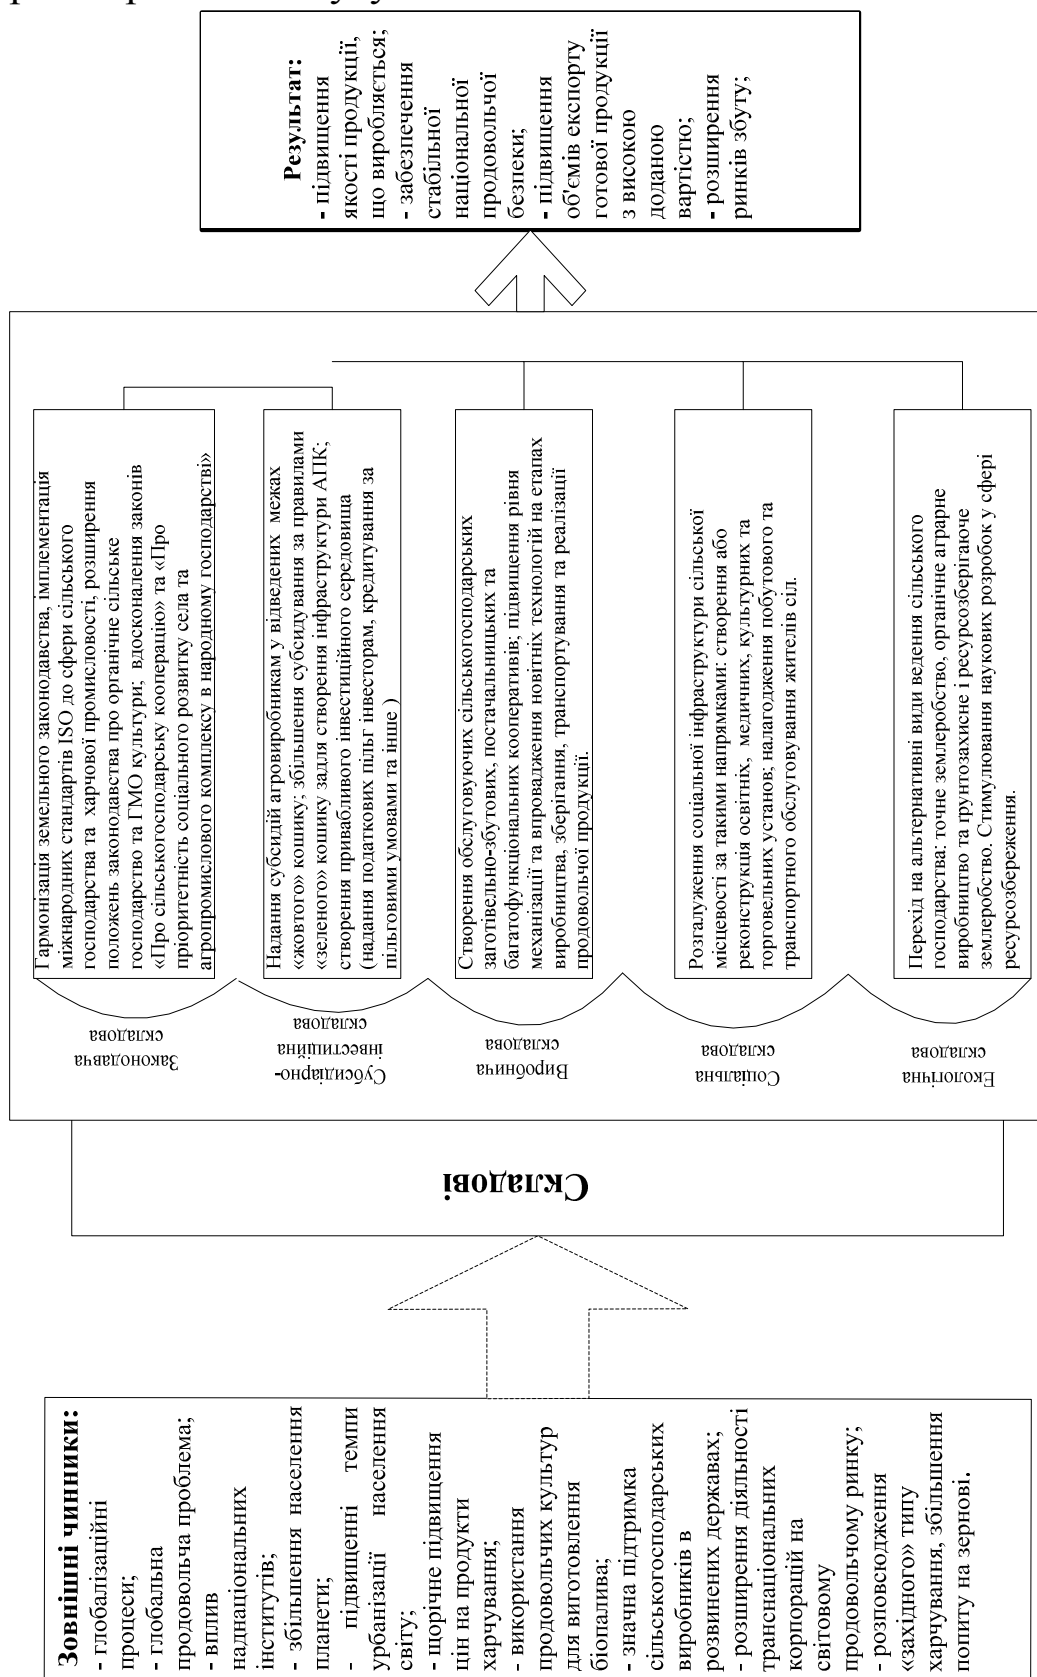 Зовнішні чинники:
- глобалізаційні
процеси;
- глобальна
продовольча проблема;
- вплив
наднаціональних
інститутів;
- збільшення населення
планети;
- підвищенні темпи
урбанізації населення
світу;
- щорічне підвищення
цін на продукти
харчування;
- використання
продовольчих культур
для виготовлення
біопалива;
- значна підтримка
сільськогосподарських
виробників в
розвинених державах;
- розширення діяльності
транснаціональних
корпорацій на
світовому
продовольчому ринку;
- розповсюдження
«західного» типу
харчування, збільшення
попиту на зернові.
Складові
Законодавча
складова
Гармонізація земельного законодавства, імплементація
міжнародних стандартів ISO до сфери сільського
господарства та харчової промисловості, розширення
положень законодавства про органічне сільське
господарство та ГМО культури; вдосконалення законів
«Про сільськогосподарську кооперацію» та «Про
пріоритетність соціального розвитку села та
агропромислового комплексу в народному господарстві»
Субсидіарно-
інвестиційна
складова
Надання субсидій агровиробникам у відведених межах
«жовтого» кошику; збільшення субсидування за правилами
«зеленого» кошику задля створення інфраструктури АПК;
створення привабливого інвестиційного середовища
(надання податкових пільг інвесторам, кредитування за
пільговими умовами та інше )
Виробнича
складова
Створення обслуговуючих сільськогосподарських
заготівельно-збутових, постачальницьких та
багатофункціональних кооперативів; підвищення рівня
механізації та впровадження новітніх технологій на етапах
виробництва, зберігання, транспортування та реалізації
продовольчої продукції.
Соціальна
складова
Розгалуження соціальної інфраструктури сільської
місцевості за такими напрямками: створення або
реконструкція освітніх, медичних, культурних та
торговельних установ; налагодження побутового та
транспортного обслуговування жителів сіл.
Екологічна
складова
Перехід на альтернативні види ведення сільського
господарства: точне землеробство, органічне аграрне
виробництво та ґрунтозахисне і ресурсозберігаюче
землеробство. Стимулювання наукових розробок у сфері
ресурсозбереження.
Результат:
- підвищення
якості продукції,
що виробляється;
- забезпечення
стабільної
національної
продовольчої
безпеки;
- підвищення
об'ємів експорту
готової продукції
з високою
доданою
вартістю;
- розширення
ринків збуту;